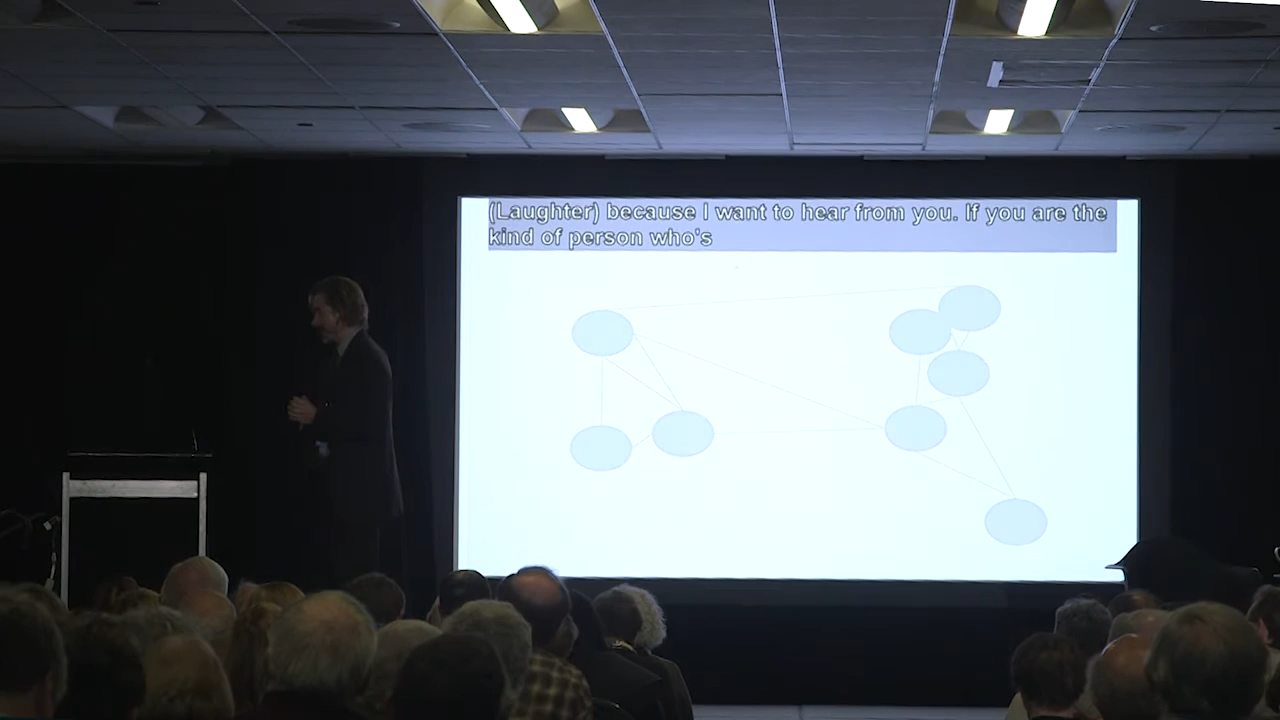 (Laughter) because I want to hear from you. If you are the
kind of person who's